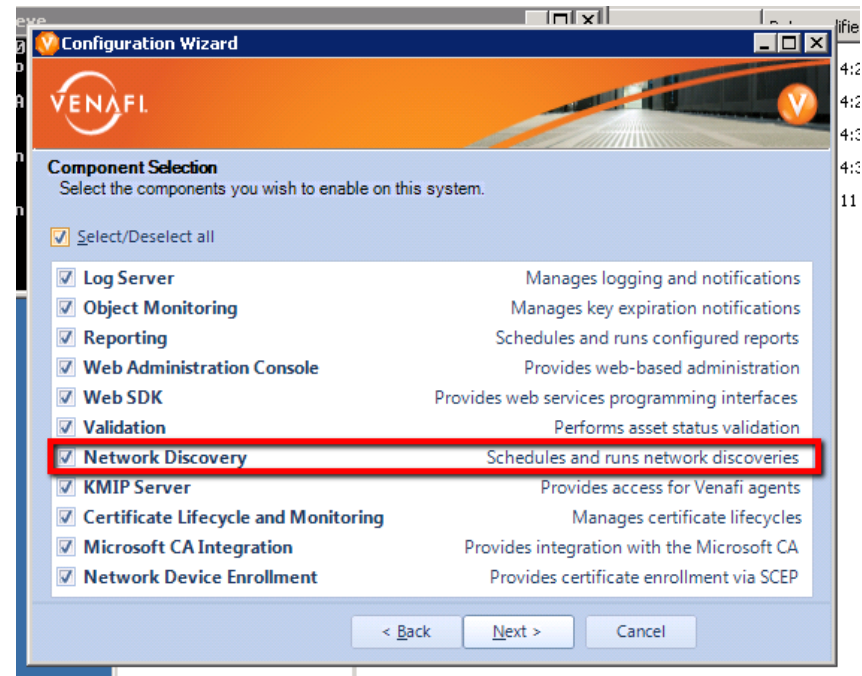 Configuration Wizard
VENAFI
Component Selection
Select the components you wish to enable on this system.
Select/Deselect all
Log Server Manages logging and notifications
Object Monitoring Manages key expiration notifications
Reporting Schedules and runs configured reports
Web Administration Console Provides web-based administration
Web SDK Provides web services programming interfaces
Validation Performs asset status validation
Network Discovery Schedules and runs network discoveries
KMIP Server Provides access for Venafi agents
Certificate Lifecycle and Monitoring Manages certificate lifecycles
Microsoft CA Integration Provides integration with the Microsoft CA
Network Device Enrollment Provides certificate enrollment via SCEP
< Back Next > Cancel